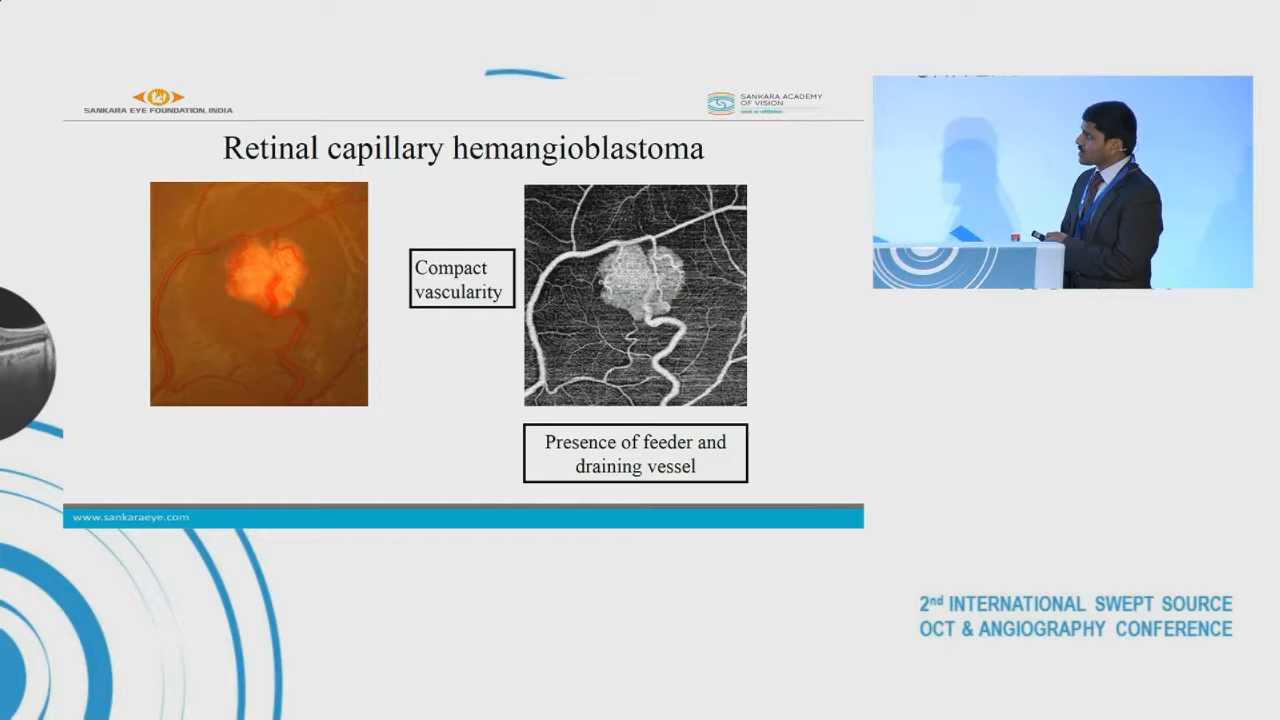 SANKARA EYE FOUNDATION, INDIA
SANKARA ACADEMY
OF VISION
Retinal capillary hemangioblastoma
Compact
vascularity
Presence of feeder and
draining vessel
www.sankaraeye.com
2nd INTERNATIONAL SWEPT SOURCE
OCT & ANGIOGRAPHY CONFERENCE